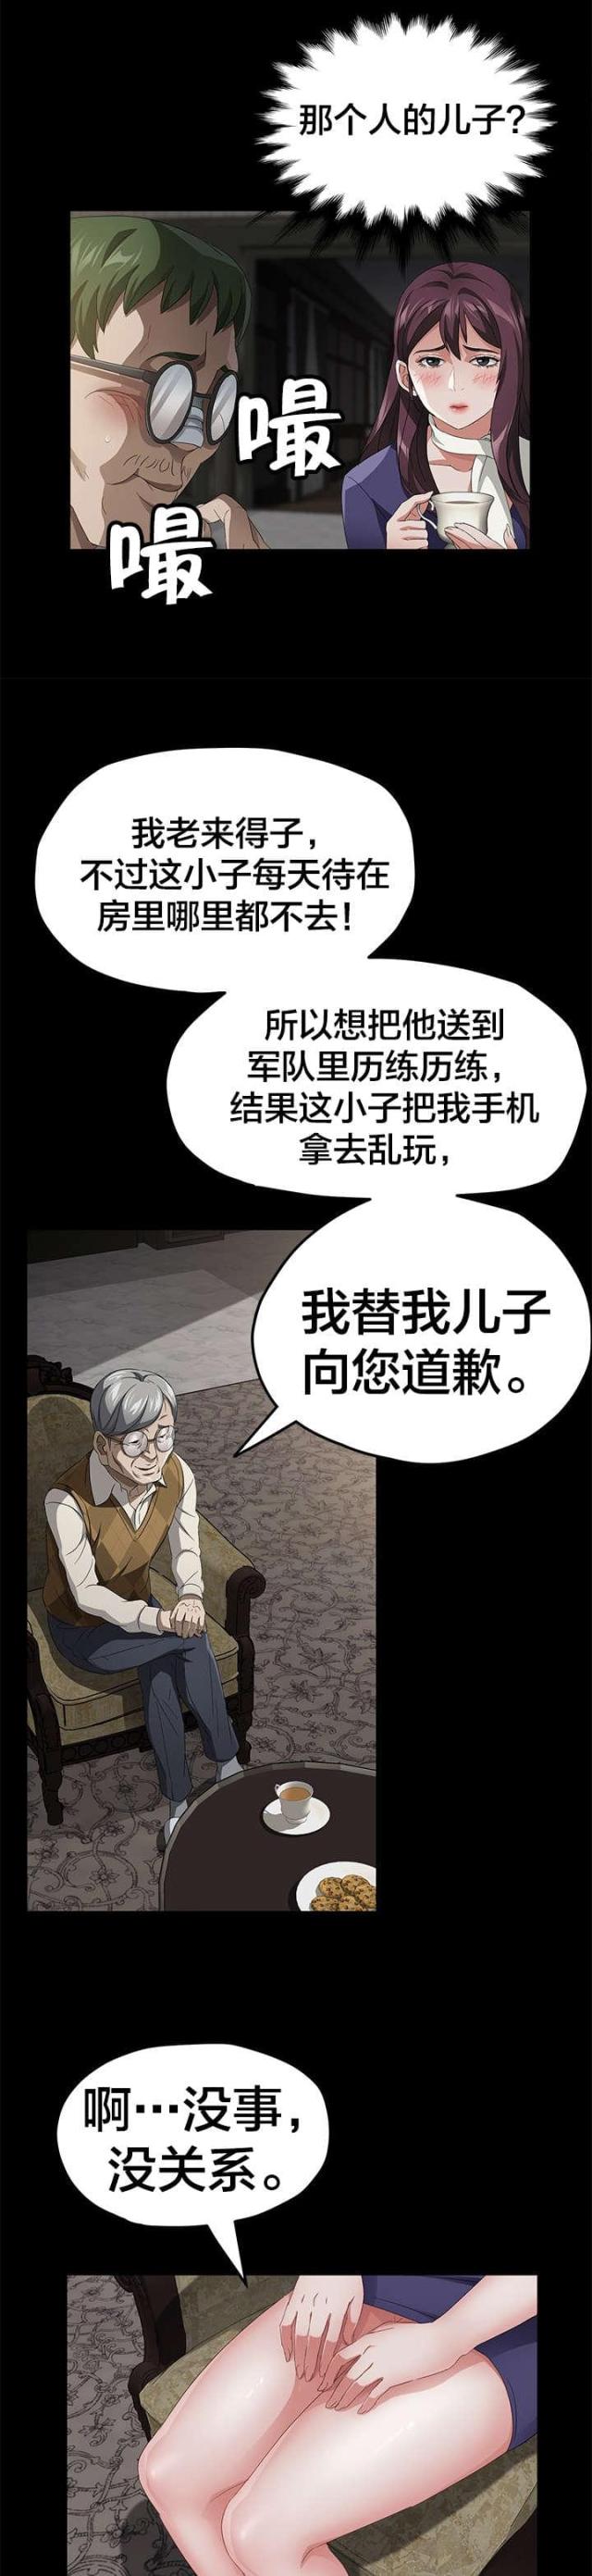 那个人的儿子?
嘬
嘬
我老来得子，
不过这小子每天待在
房里哪里都不去！
所以想把他送到
军队里历练历练，
结果这小子把我手机
拿去乱玩，
我替我儿子
向您道歉。
啊…没事，
没关系。